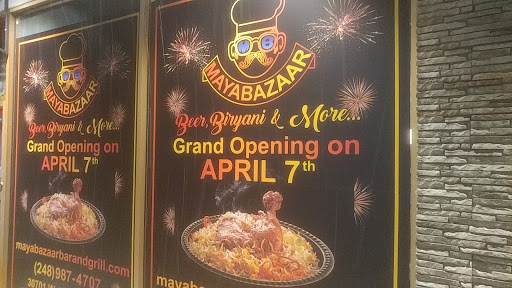 MAYABAZAAR
Beer, Biryani & More...
Grand Opening on
APRIL 7th
mayabazaarbarandgrill.com
(248)987-4707
30701 W
MAYABAZAAR
Beer, Biryani & More...
Grand Opening on
APRIL 7th